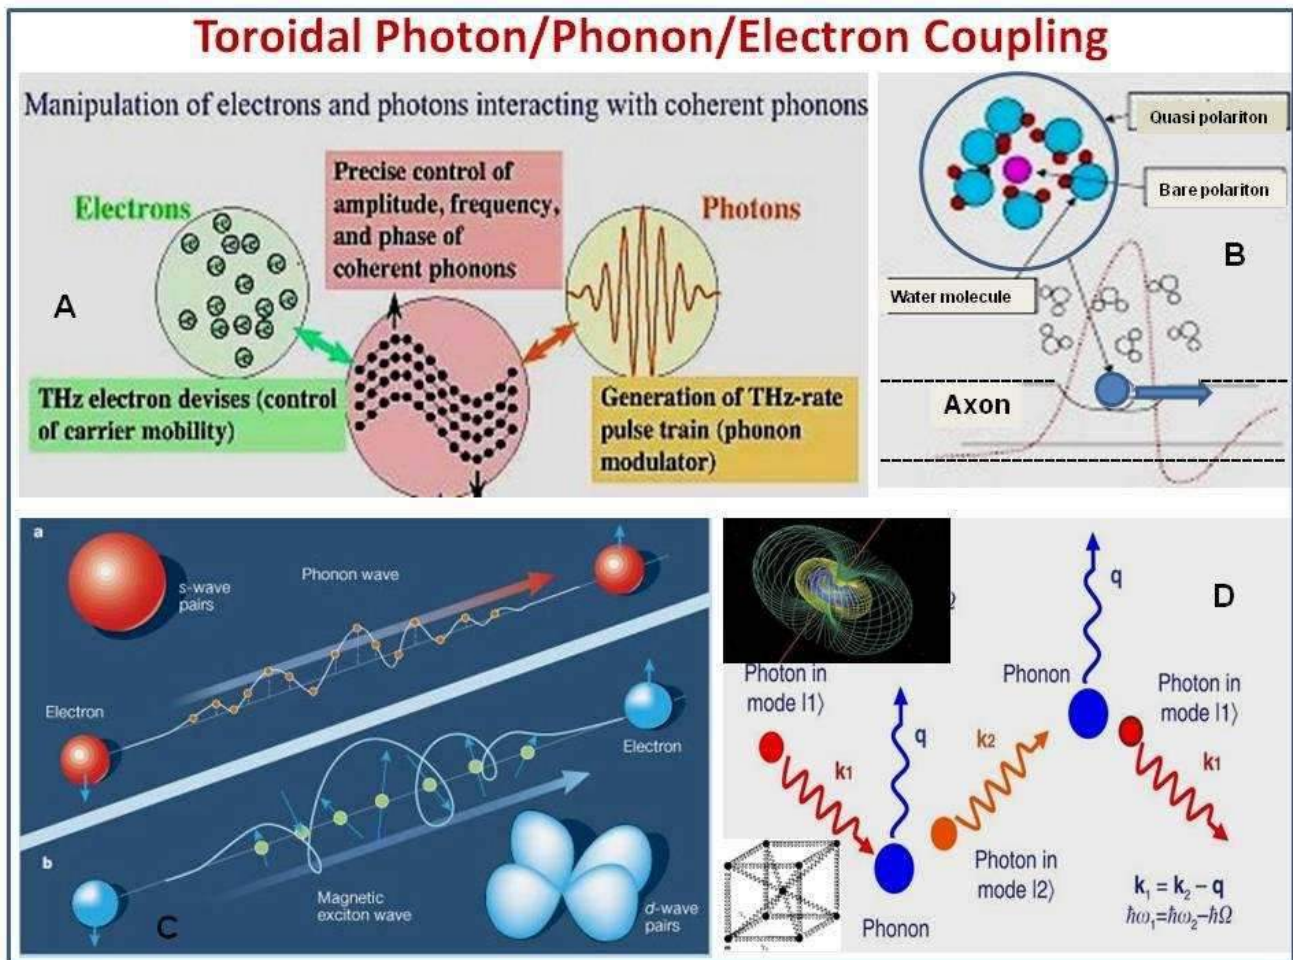 Toroidal Photon/Phonon/Electron Coupling
Manipulation of electrons and photons interacting with coherent phonons
Electrons
Precise control of
amplitude, frequency,
and phase of
coherent phonons
Photons
A
THz electron devises (control
of carrier mobility)
Generation of THz-rate
pulse train (phonon
modulator)
Quasi polariton
Bare polariton
B
Water molecule
Axon
a
s-wave
pairs
Phonon wave
Electron
Electron
b
Magnetic
exciton wave
d-wave
pairs
C
D
q
Phonon
Photon in
mode |1⟩
Photon in
mode |1⟩
q
k₂
k₁
k₁
Photon in
mode |2⟩
Phonon
k₁ = k₂ – q
ħω₁=ħω₂–ħΩ